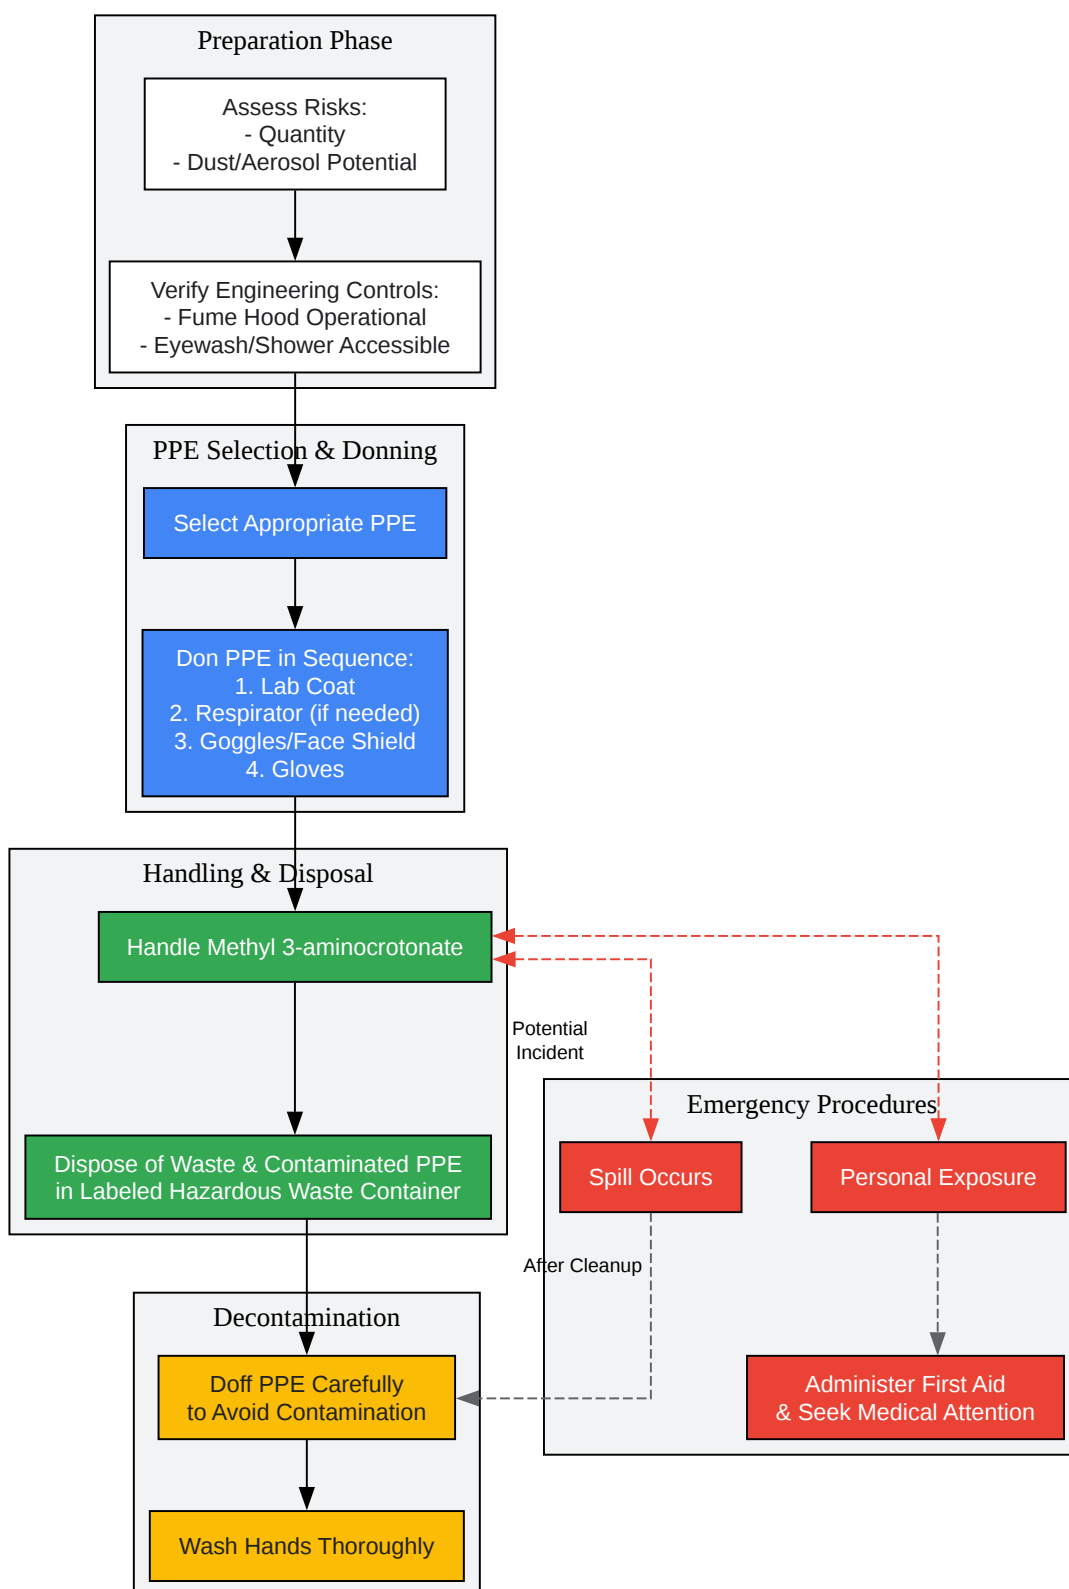 Preparation Phase
Assess Risks:
- Quantity
- Dust/Aerosol Potential
Verify Engineering Controls:
- Fume Hood Operational
- Eyewash/Shower Accessible
PPE Selection & Donning
Select Appropriate PPE
Don PPE in Sequence:
1. Lab Coat
2. Respirator (if needed)
3. Goggles/Face Shield
4. Gloves
Handling & Disposal
Handle Methyl 3-aminocrotonate
Potential
Incident
Dispose of Waste & Contaminated PPE
in Labeled Hazardous Waste Container
Emergency Procedures
Spill Occurs
Personal Exposure
After Cleanup
Administer First Aid
& Seek Medical Attention
Decontamination
Doff PPE Carefully
to Avoid Contamination
Wash Hands Thoroughly